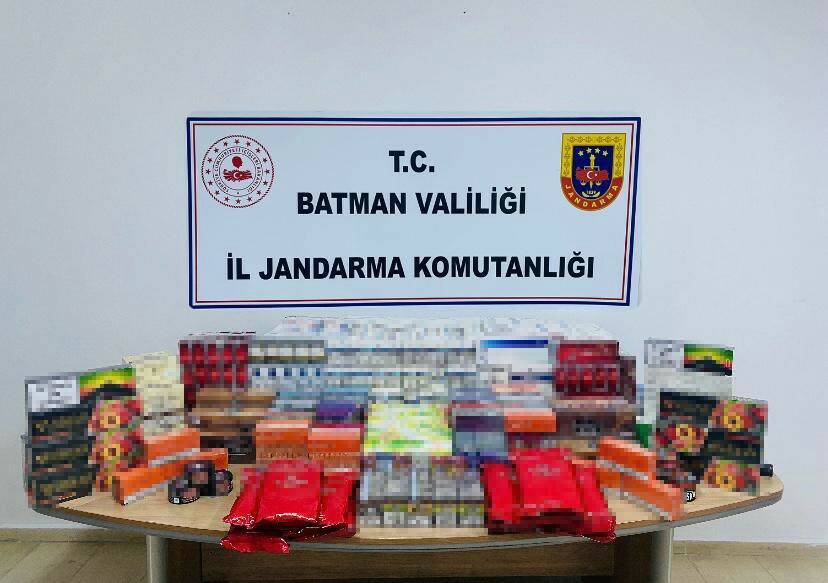 T.C.
BATMAN VALİLİĞİ
İL JANDARMA KOMUTANLIĞI
JANDARMA